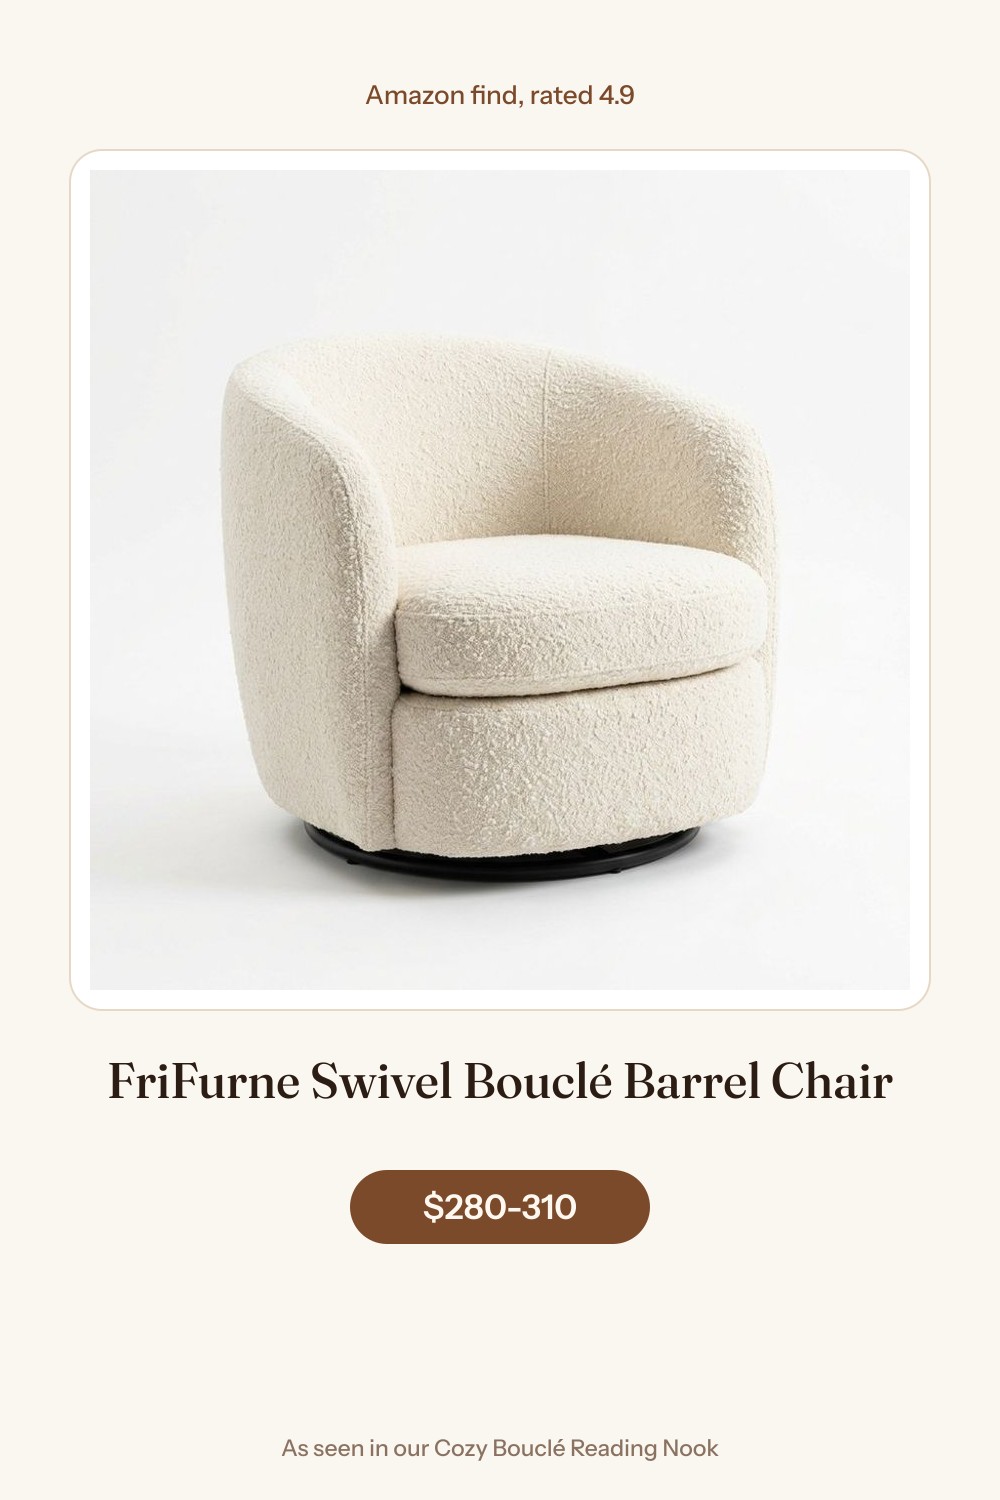 Amazon find, rated 4.9
FriFurne Swivel Bouclé Barrel Chair
$280-310
As seen in our Cozy Bouclé Reading Nook